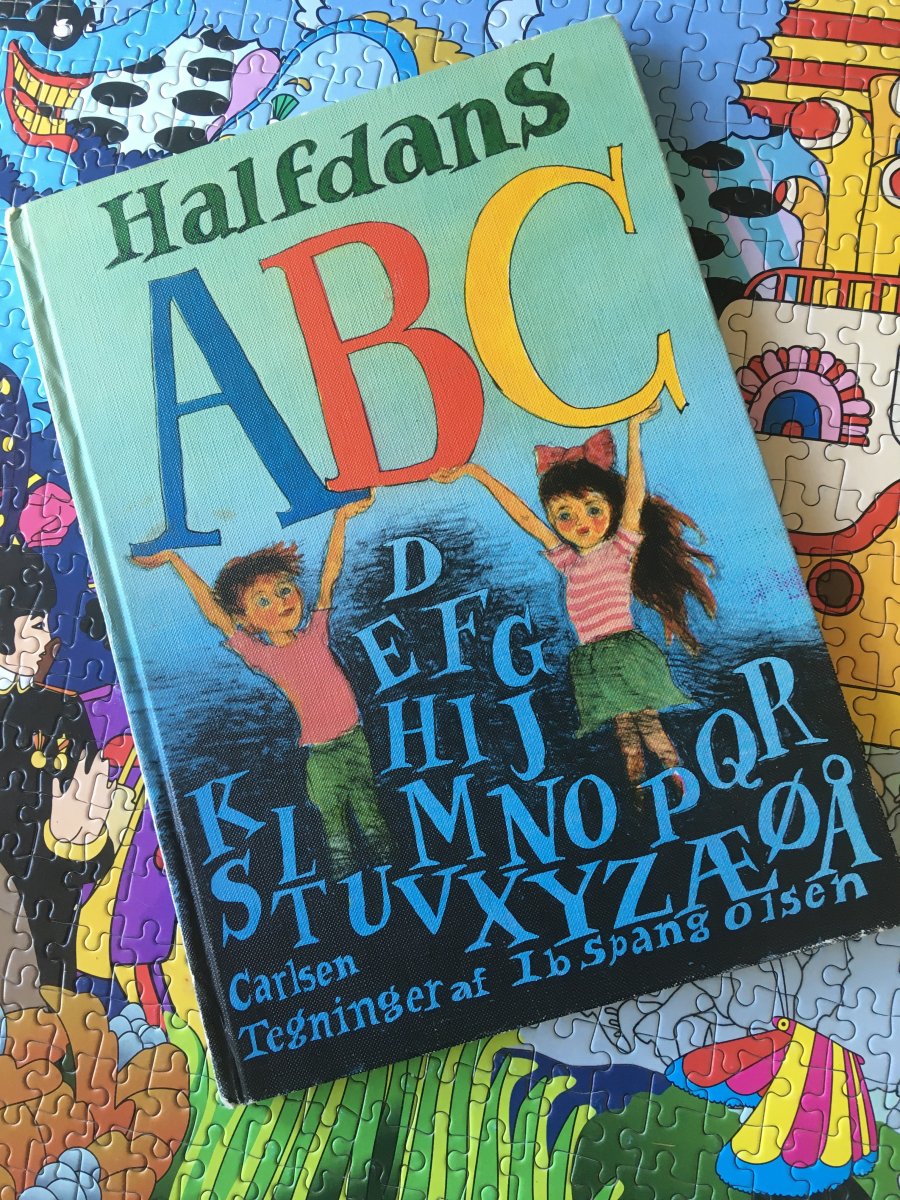 Halfdans
ABC
D
EFG
HIJ
KLMNOPQR
STUVXYZÆØÅ
Carlsen
Tegninger af Ib Spang Olsen